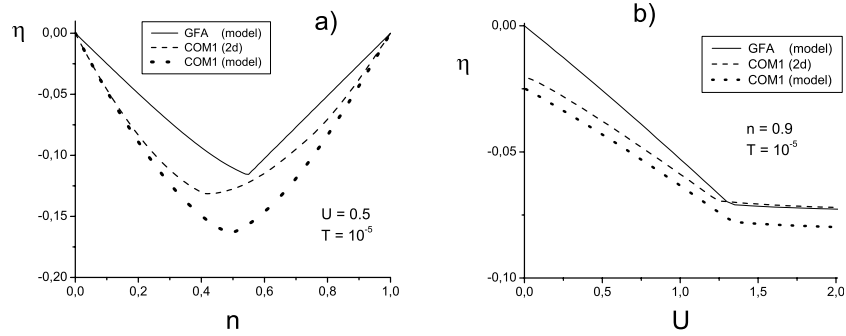 η
a)
GFA (model)
COM1 (2d)
COM1 (model)
0,00
-0,05
-0,10
-0,15
-0,20
U = 0.5
T = 10⁻⁵
0,0
0,2
0,4
0,6
0,8
1,0
n
b)
η
GFA (model)
COM1 (2d)
COM1 (model)
0,00
-0,05
-0,10
n = 0.9
T = 10⁻⁵
0,0
0,5
1,0
1,5
2,0
U